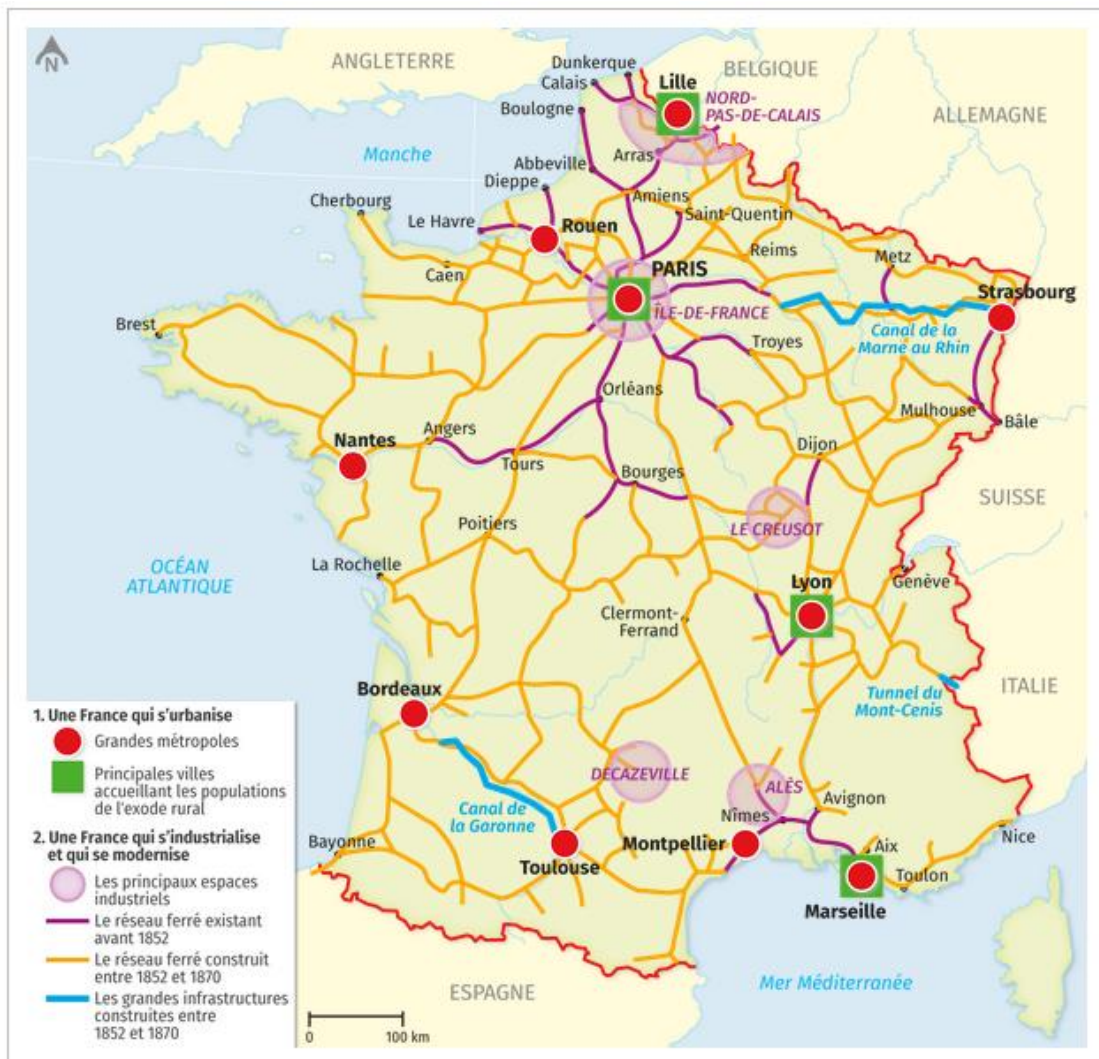 N
ANGLETERRE
Dunkerque
Calais
Lille
BELGIQUE
Boulogne
NORD-
PAS-DE-CALAIS
ALLEMAGNE
Manche
Abbeville
Arras
Dieppe
Amiens
Cherbourg
Le Havre
Rouen
Saint-Quentin
Reims
Metz
Caën
PARIS
ÎLE-DE-FRANCE
Strasbourg
Canal de la
Marne au Rhin
Brest
Troyes
Orléans
Mulhouse
Bâle
Nantes
Angers
Tours
Dijon
Bourges
SUISSE
LE CREUSOT
Poitiers
OCÉAN
ATLANTIQUE
La Rochelle
Genève
Lyon
Clermont-
Ferrand
ITALIE
Bordeaux
Tunnel du
Mont-Cenis
DECAZEVILLE
ALÈS
Canal de
la Garonne
Nîmes
Avignon
Bayonne
Toulouse
Montpellier
Aix
Nice
Toulon
Marseille
Mer Méditerranée
ESPAGNE
1. Une France qui s'urbanise
Grandes métropoles
Principales villes
accueillant les populations
de l'exode rural
2. Une France qui s'industrialise
et qui se modernise
Les principaux espaces
industriels
Le réseau ferré existant
avant 1852
Le réseau ferré construit
entre 1852 et 1870
Les grandes infrastructures
construites entre
1852 et 1870
0 100 km